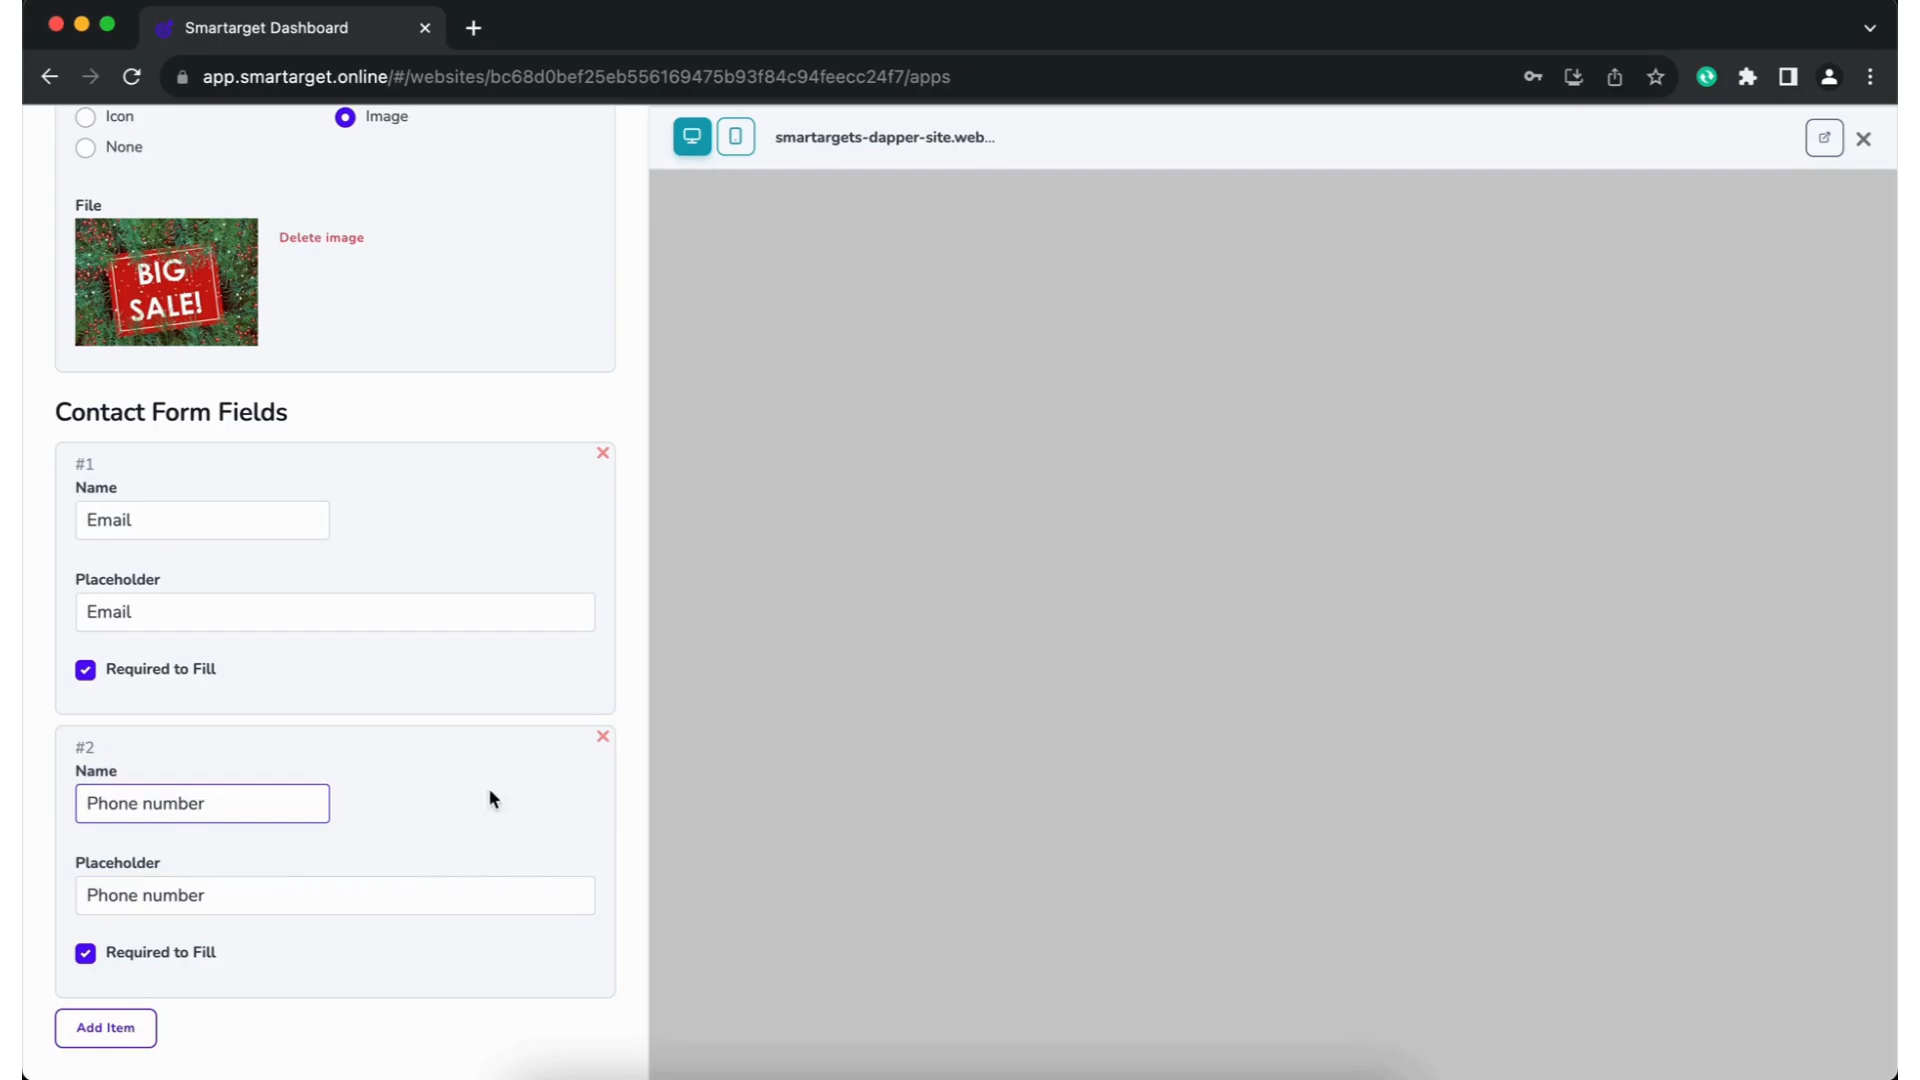 Smartarget Dashboard
app.smartarget.online/#/websites/bc68d0bef25eb556169475b93f84c94feecc24f7/apps
Icon
Image
None
smartargets-dapper-site.web...
File
Delete image
BIG
SALE!
Contact Form Fields
#1
Name
Email
Placeholder
Email
Required to Fill
#2
Name
Phone number
Placeholder
Phone number
Required to Fill
Add Item